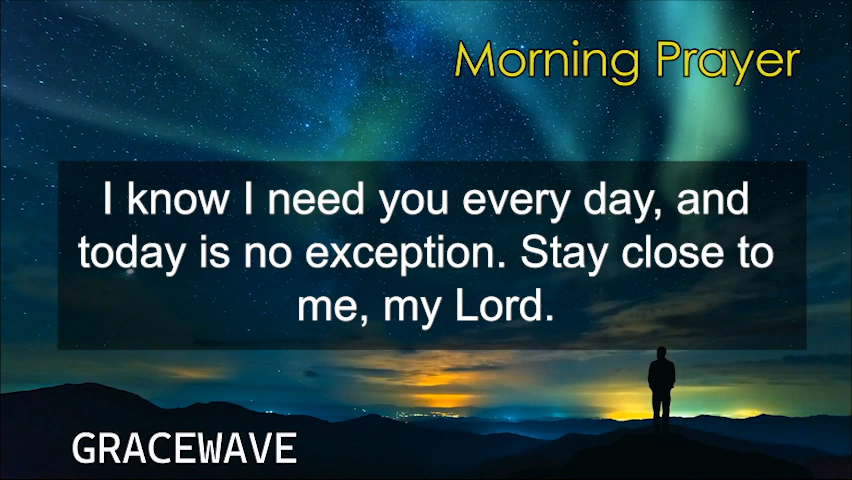 Morning Prayer
I know I need you every day, and
today is no exception. Stay close to
me, my Lord.
GRACEWAVE